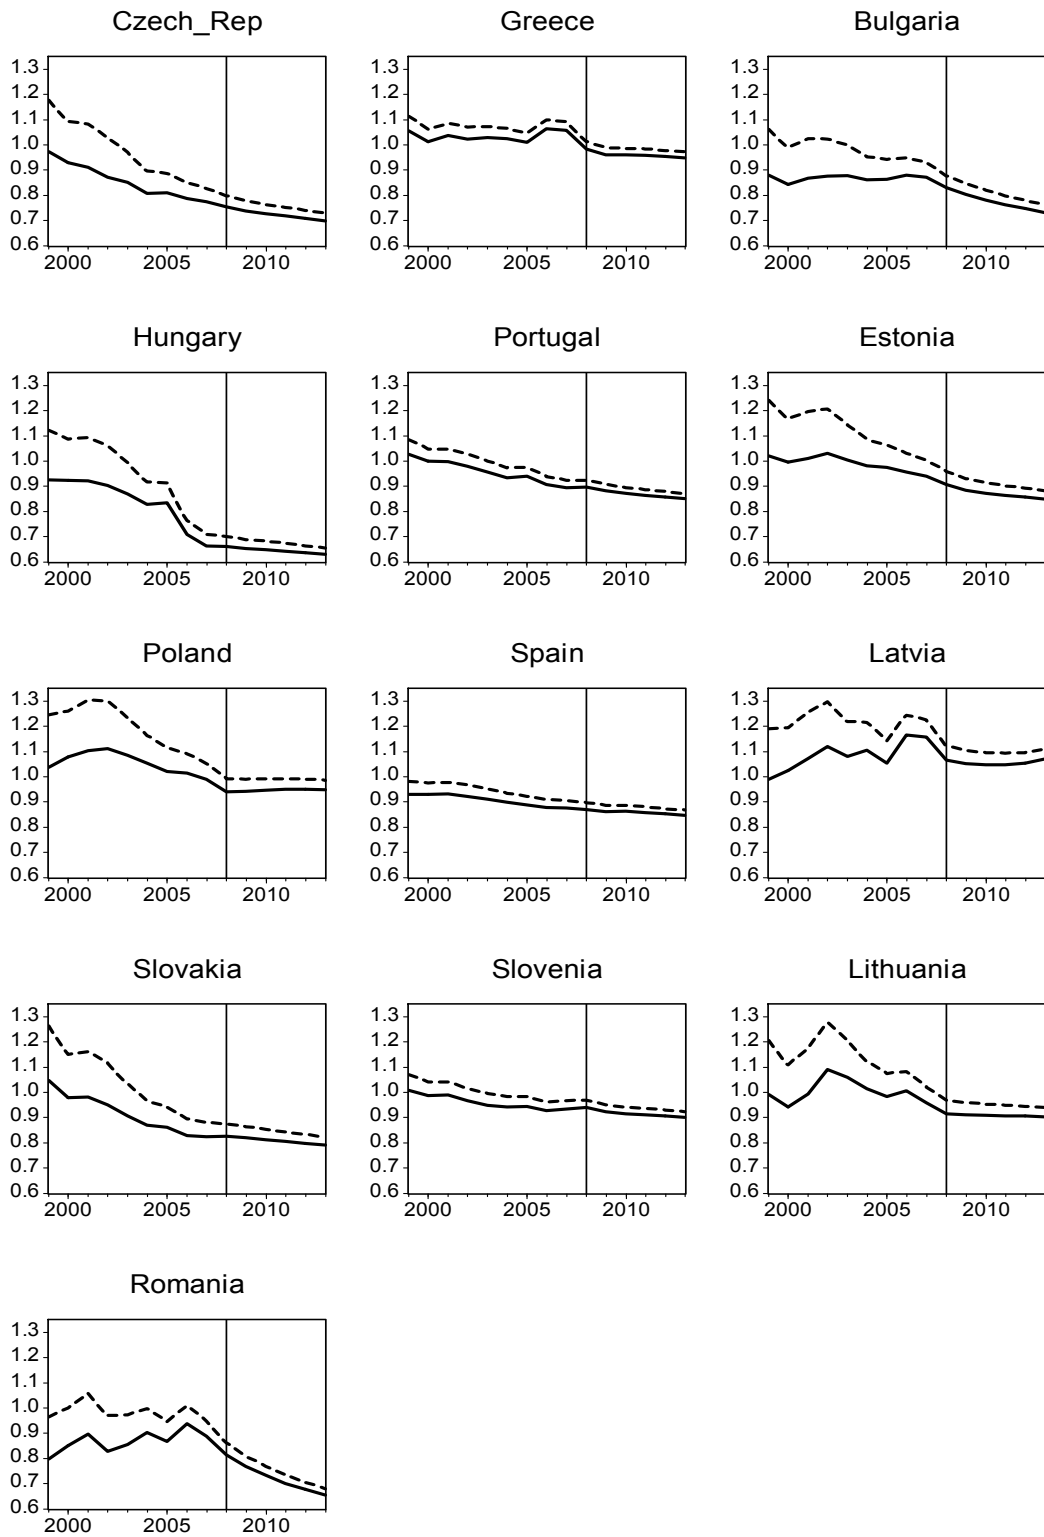 Czech_Rep Greece Bulgaria
1.3 1.3 1.3
1.2 1.2 1.2
1.1 1.1 1.1
1.0 1.0 1.0
0.9 0.9 0.9
0.8 0.8 0.8
0.7 0.7 0.7
0.6 0.6 0.6
2000 2005 2010 2000 2005 2010 2000 2005 2010
Hungary Portugal Estonia
1.3 1.3 1.3
1.2 1.2 1.2
1.1 1.1 1.1
1.0 1.0 1.0
0.9 0.9 0.9
0.8 0.8 0.8
0.7 0.7 0.7
0.6 0.6 0.6
2000 2005 2010 2000 2005 2010 2000 2005 2010
Poland Spain Latvia
1.3 1.3 1.3
1.2 1.2 1.2
1.1 1.1 1.1
1.0 1.0 1.0
0.9 0.9 0.9
0.8 0.8 0.8
0.7 0.7 0.7
0.6 0.6 0.6
2000 2005 2010 2000 2005 2010 2000 2005 2010
Slovakia Slovenia Lithuania
1.3 1.3 1.3
1.2 1.2 1.2
1.1 1.1 1.1
1.0 1.0 1.0
0.9 0.9 0.9
0.8 0.8 0.8
0.7 0.7 0.7
0.6 0.6 0.6
2000 2005 2010 2000 2005 2010 2000 2005 2010
Romania
1.3
1.2
1.1
1.0
0.9
0.8
0.7
0.6
2000 2005 2010